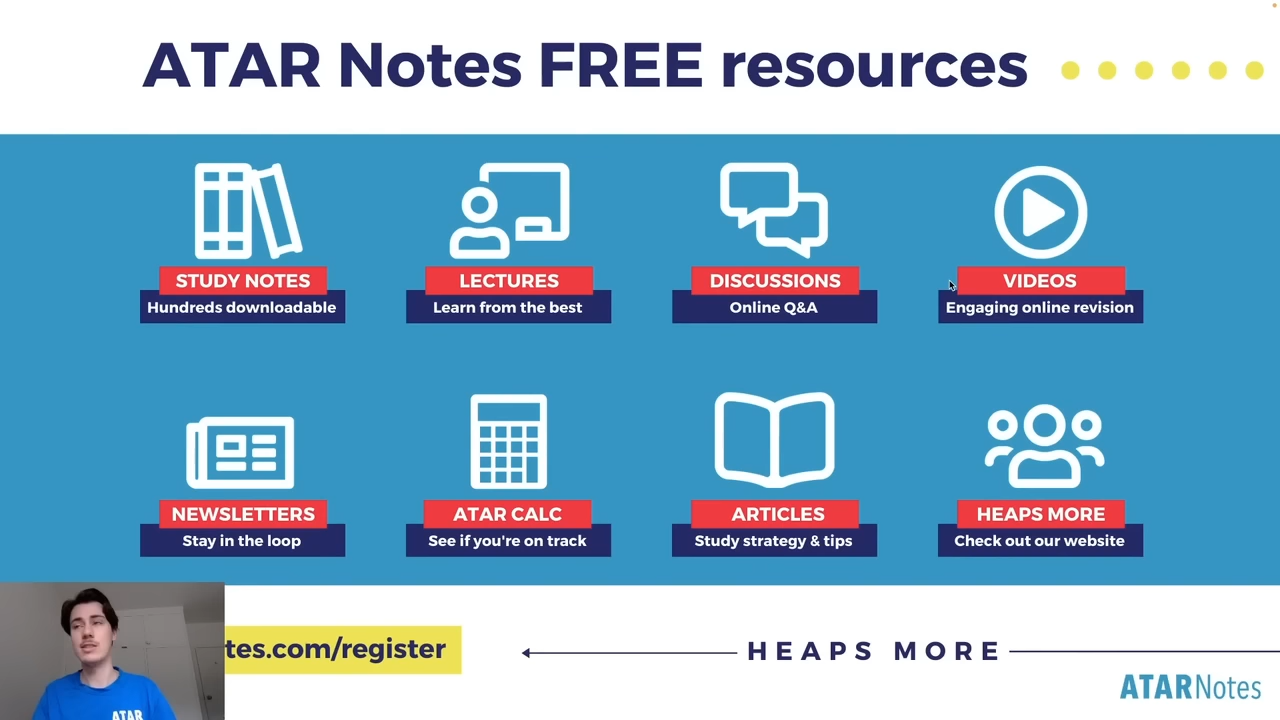 ATAR Notes FREE resources
STUDY NOTES
Hundreds downloadable
LECTURES
Learn from the best
DISCUSSIONS
Online Q&A
VIDEOS
Engaging online revision
NEWSLETTERS
Stay in the loop
ATAR CALC
See if you're on track
ARTICLES
Study strategy & tips
HEAPS MORE
Check out our website
tes.com/register
HEAPS MORE
ATARNotes
ATAR